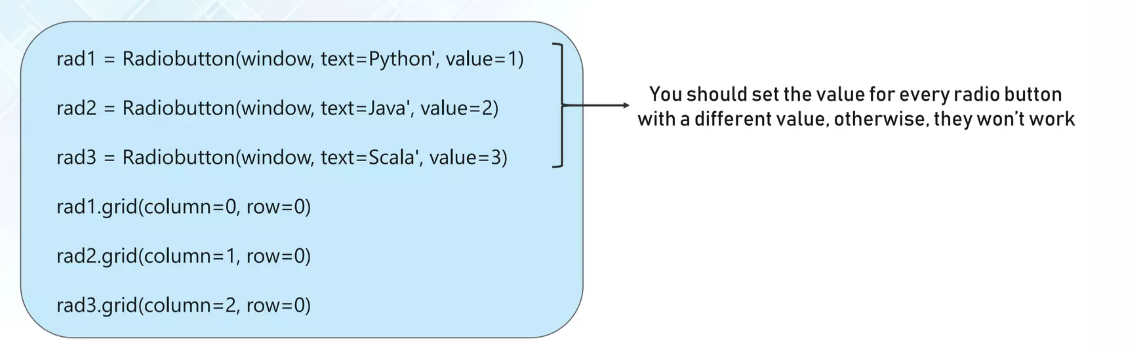 rad1 = Radiobutton(window, text=Python', value=1)
rad2 = Radiobutton(window, text=Java', value=2)
rad3 = Radiobutton(window, text=Scala', value=3)
rad1.grid(column=0, row=0)
rad2.grid(column=1, row=0)
rad3.grid(column=2, row=0)
You should set the value for every radio button
with a different value, otherwise, they won't work